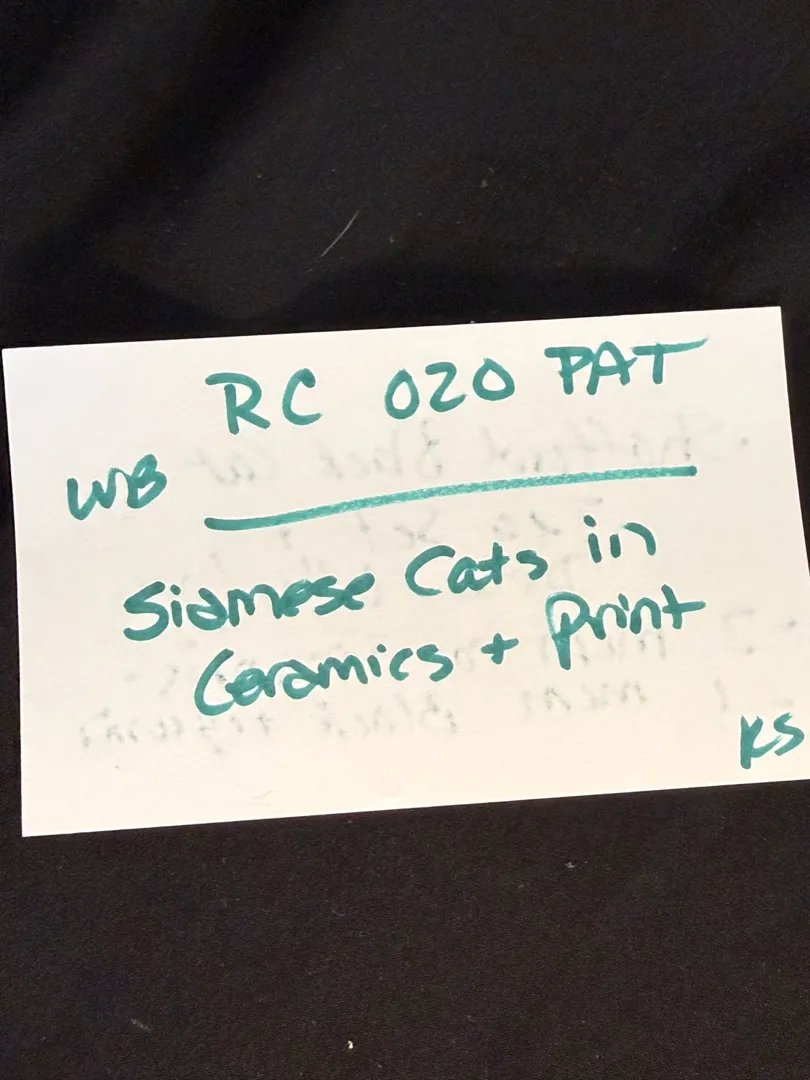 RC 020 PAT
WB
Siamese Cats in
Ceramics + Print
KS